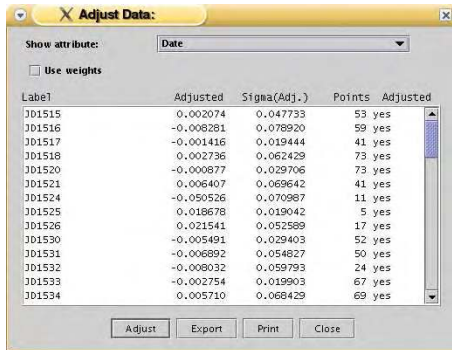 Adjust Data:
Show attribute: Date
Use weights
Label Adjusted Sigma(Adj.) Points Adjusted
JD1515 0.002074 0.047733 53 yes
JD1516 -0.008281 0.078920 59 yes
JD1517 -0.001416 0.019444 41 yes
JD1518 0.002736 0.062429 73 yes
JD1520 -0.000877 0.029706 73 yes
JD1521 0.006407 0.069642 41 yes
JD1524 -0.050526 0.070987 11 yes
JD1525 0.018678 0.019042 5 yes
JD1526 0.021541 0.052589 17 yes
JD1530 -0.005491 0.029403 52 yes
JD1531 -0.006892 0.054827 50 yes
JD1532 -0.008032 0.059793 24 yes
JD1533 -0.002754 0.019903 67 yes
JD1534 0.005710 0.068429 69 yes
Adjust Export Print Close